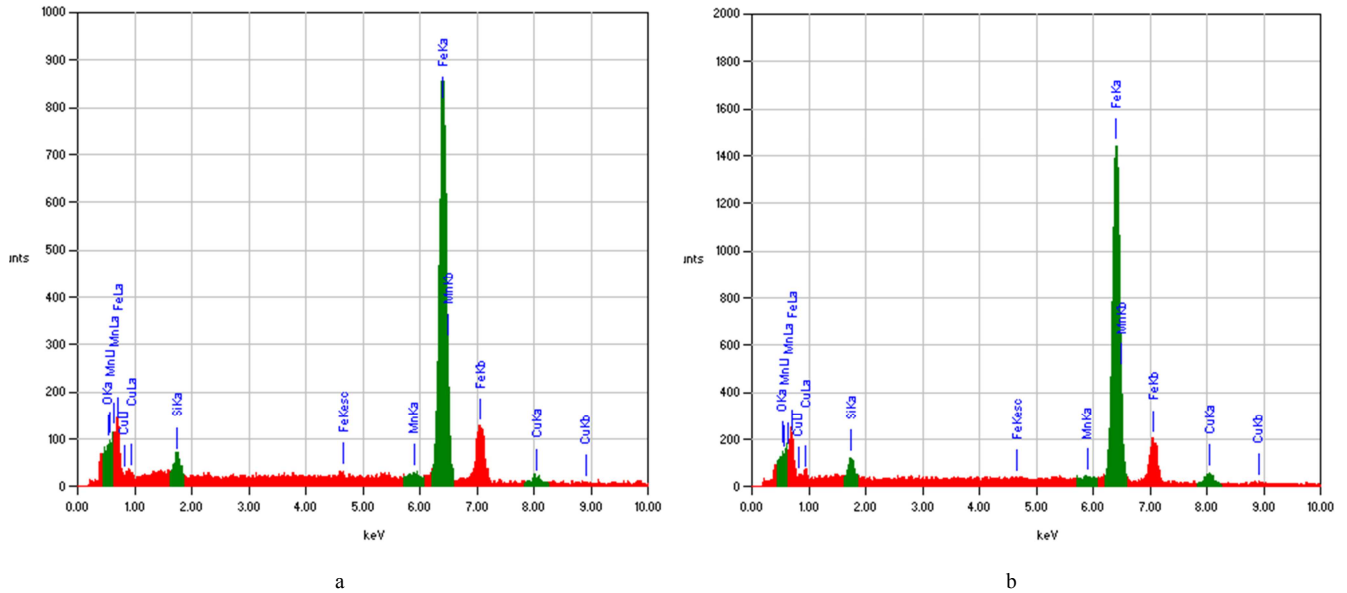 1000
900
800
700
600
500
400
300
200
100
0
unts
0.00 1.00 2.00 3.00 4.00 5.00 6.00 7.00 8.00 9.00 10.00
keV
OKa
MnLl
MnLa
FeLa
CuLl
CuLa
SiKa
FeKesc
MnKa
FeKa
MnKb
FeKb
CuKa
CuKb
a
2000
1800
1600
1400
1200
1000
800
600
400
200
0
unts
0.00 1.00 2.00 3.00 4.00 5.00 6.00 7.00 8.00 9.00 10.00
keV
OKa
MnLl
MnLa
FeLa
CuLl
CuLa
SiKa
FeKesc
MnKa
FeKa
MnKb
FeKb
CuKa
CuKb
b